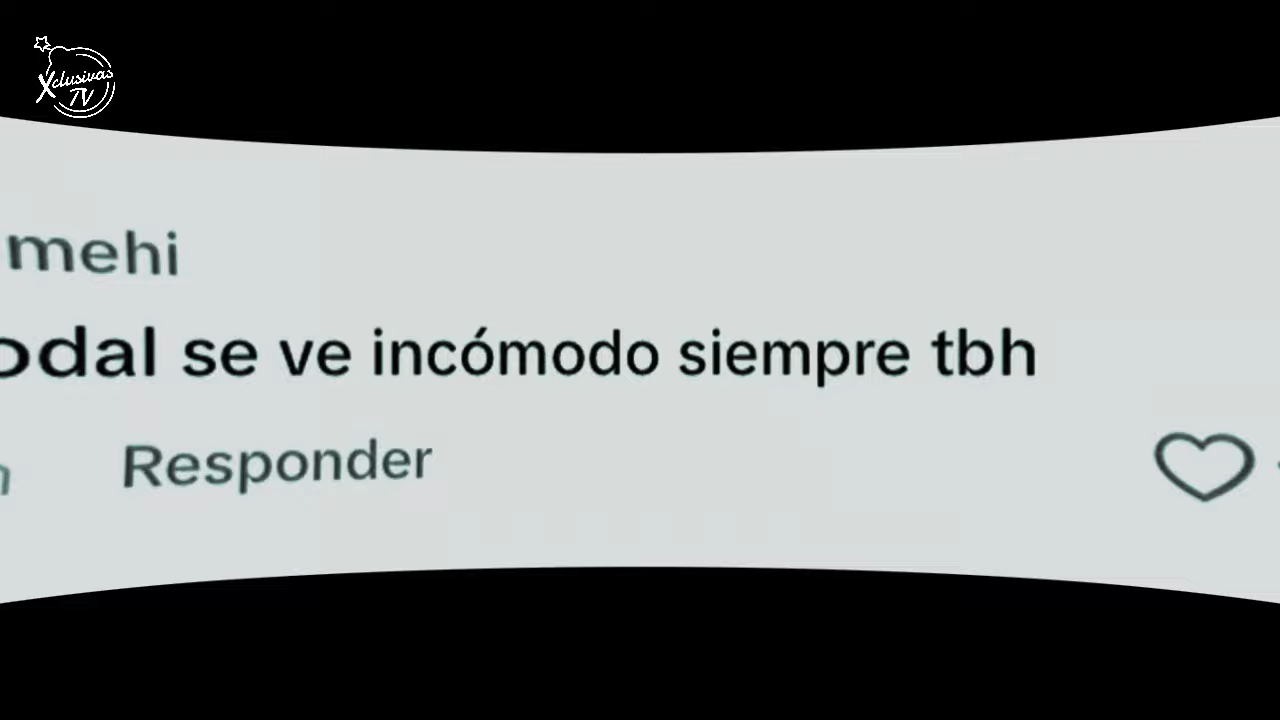 Xclusivas
TV
mehi
odal se ve incómodo siempre tbh
Responder